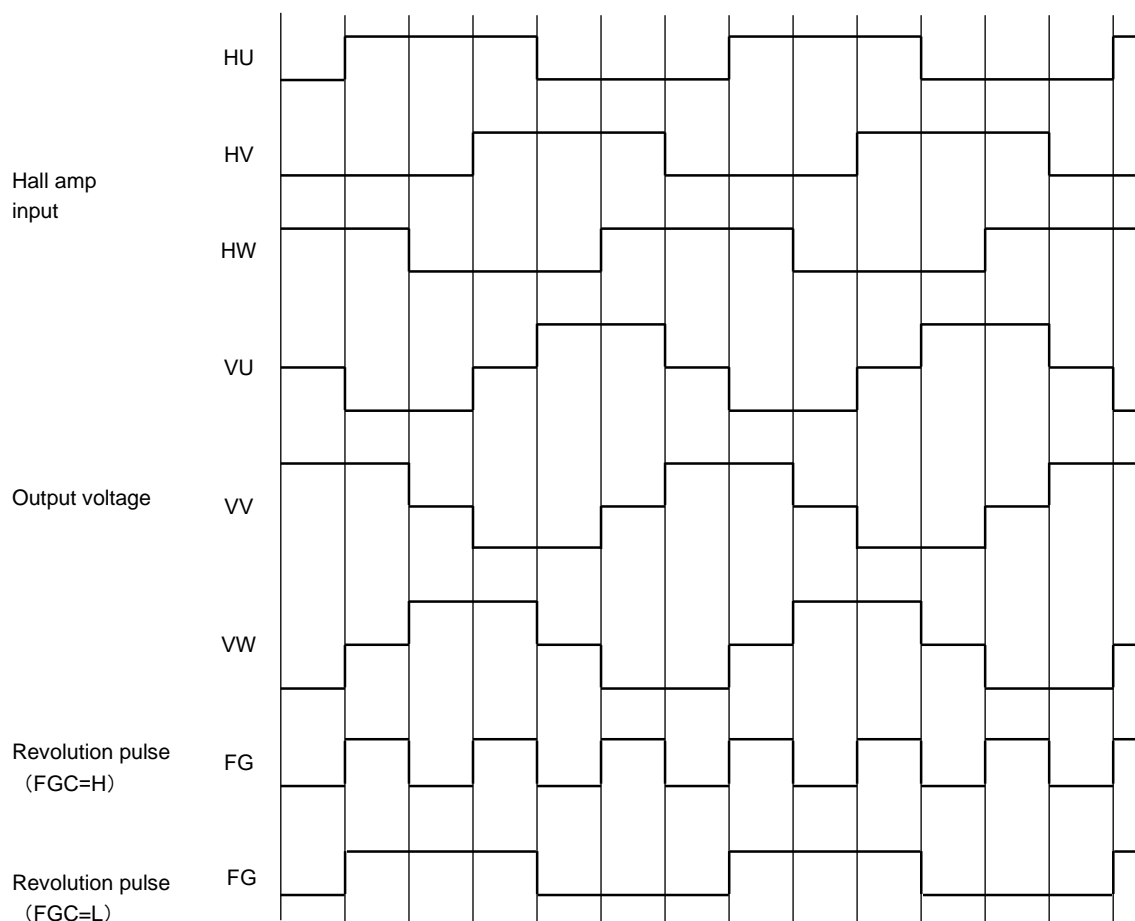 HU
HV
Hall amp
input
HW
VU
Output voltage
VV
VW
Revolution pulse
（FGC=H）
FG
FG
Revolution pulse
(FGC=L)